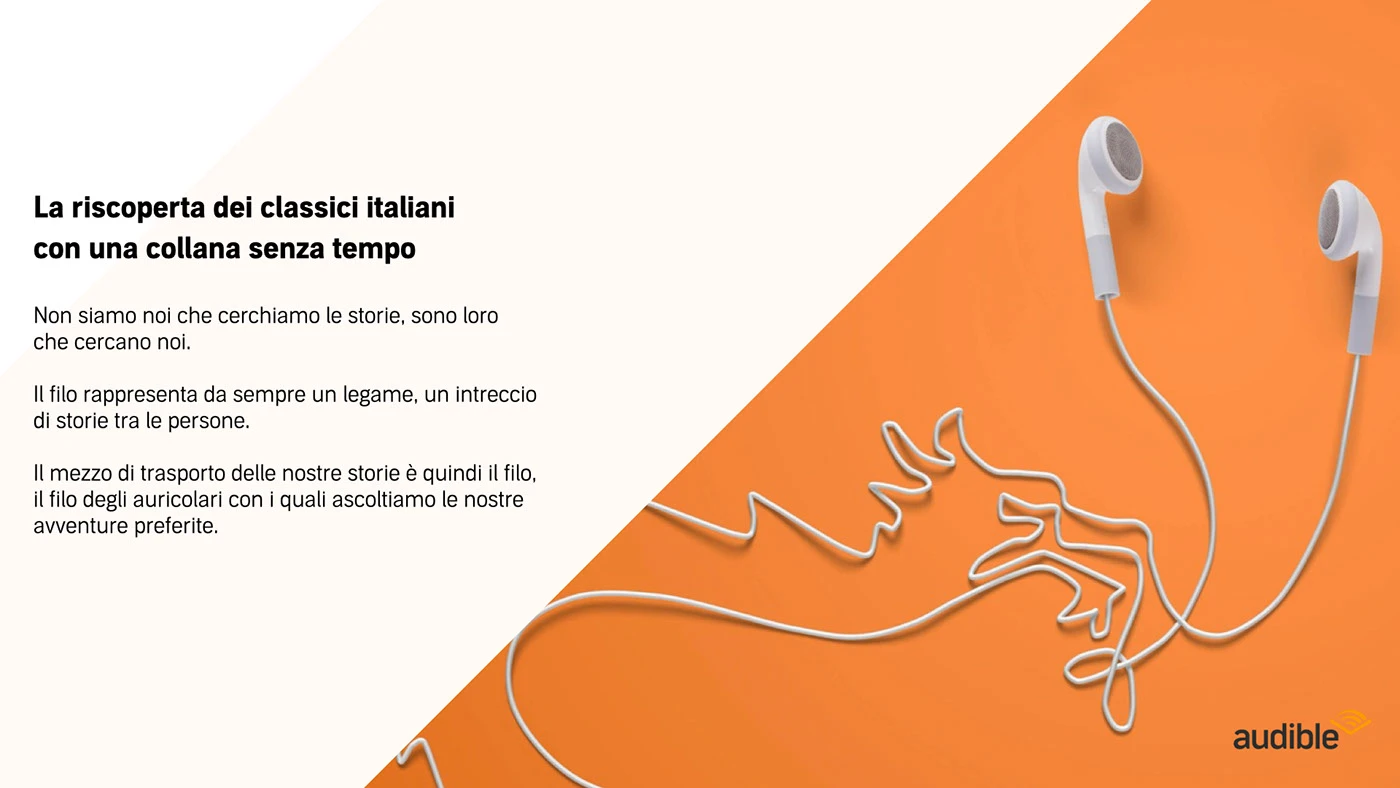 La riscoperta dei classici italiani
con una collana senza tempo
Non siamo noi che cerchiamo le storie, sono loro
che cercano noi.
Il filo rappresenta da sempre un legame, un intreccio
di storie tra le persone.
Il mezzo di trasporto delle nostre storie è quindi il filo,
il filo degli auricolari con i quali ascoltiamo le nostre
avventure preferite.
audible